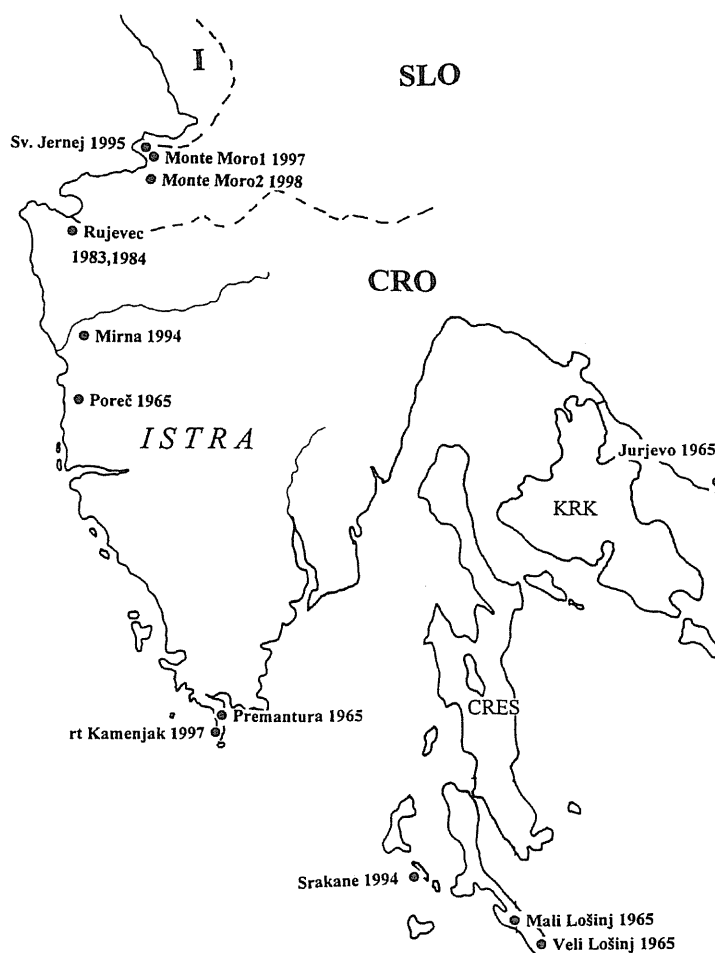 I
SLO
Sv. Jernej 1995
Monte Moro1 1997
Monte Moro2 1998
Rujevec
1983,1984
CRO
Mirna 1994
Poreč 1965
ISTRA
Jurjevo 1965
KRK
CRES
Premantura 1965
rt Kamenjak 1997
Srakane 1994
Mali Lošinj 1965
Veli Lošinj 1965